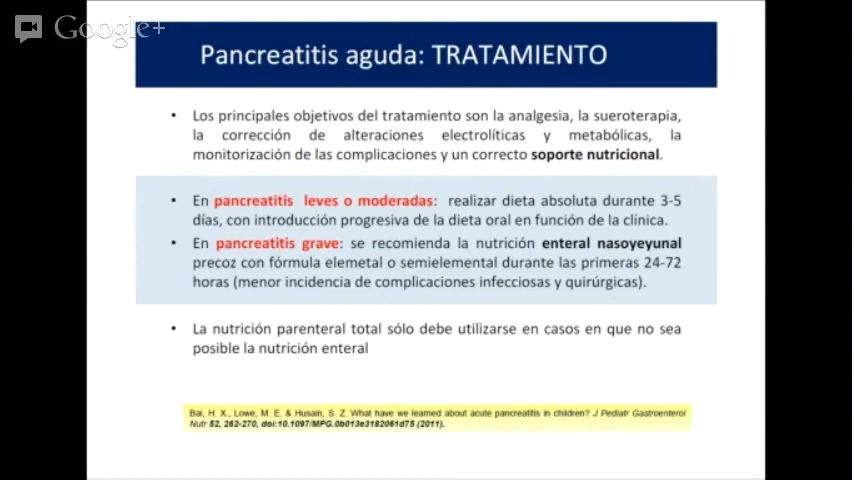 Google+
Pancreatitis aguda: TRATAMIENTO
• Los principales objetivos del tratamiento son la analgesia, la sueroterapia,
la corrección de alteraciones electrolíticas y metabólicas, la
monitorización de las complicaciones y un correcto soporte nutricional.
• En pancreatitis leves o moderadas: realizar dieta absoluta durante 3-5
días, con introducción progresiva de la dieta oral en función de la clínica.
• En pancreatitis grave: se recomienda la nutrición enteral nasoyeyunal
precoz con fórmula elemetal o semielemental durante las primeras 24-72
horas (menor incidencia de complicaciones infecciosas y quirúrgicas).
• La nutrición parenteral total sólo debe utilizarse en casos en que no sea
posible la nutrición enteral
Bai, H. X., Lowe, M. E. & Husain, S. Z. What have we learned about acute pancreatitis in children? J Pediatr Gastroenterol
Nutr 52, 262-270, doi:10.1097/MPG.0b013e3182061d75 (2011).